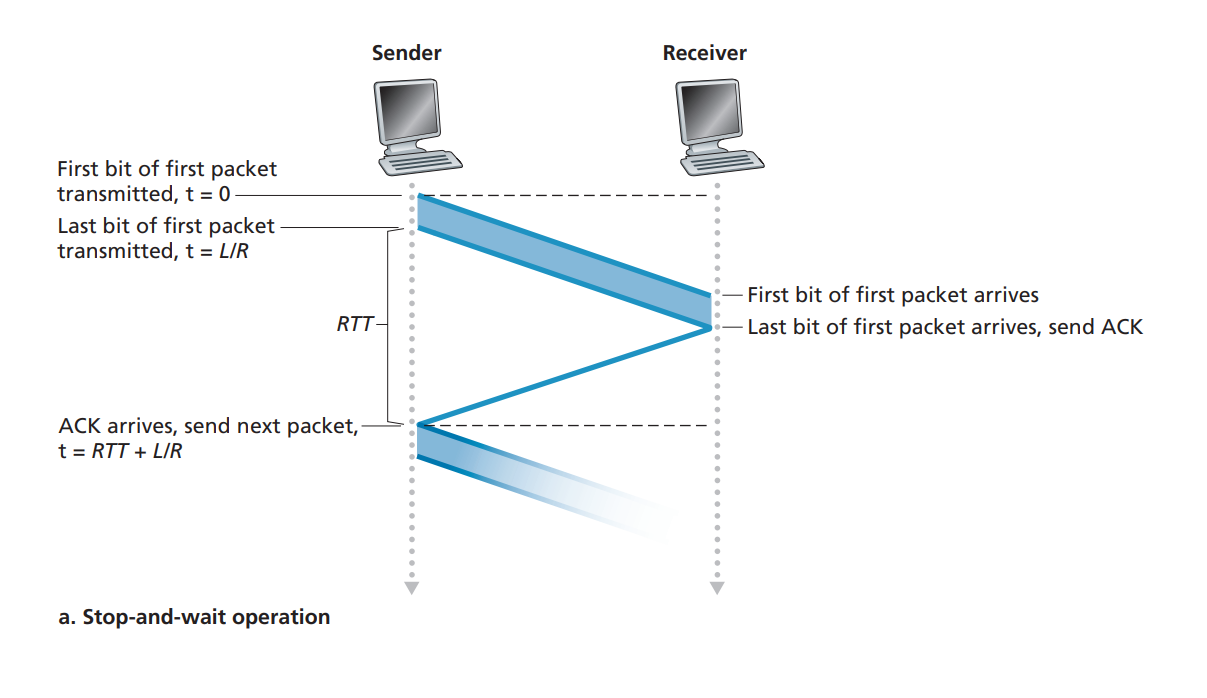 Sender
Receiver
First bit of first packet
transmitted, t = 0
Last bit of first packet
transmitted, t = L/R
First bit of first packet arrives
RTT
Last bit of first packet arrives, send ACK
ACK arrives, send next packet,
t = RTT + L/R
a. Stop-and-wait operation